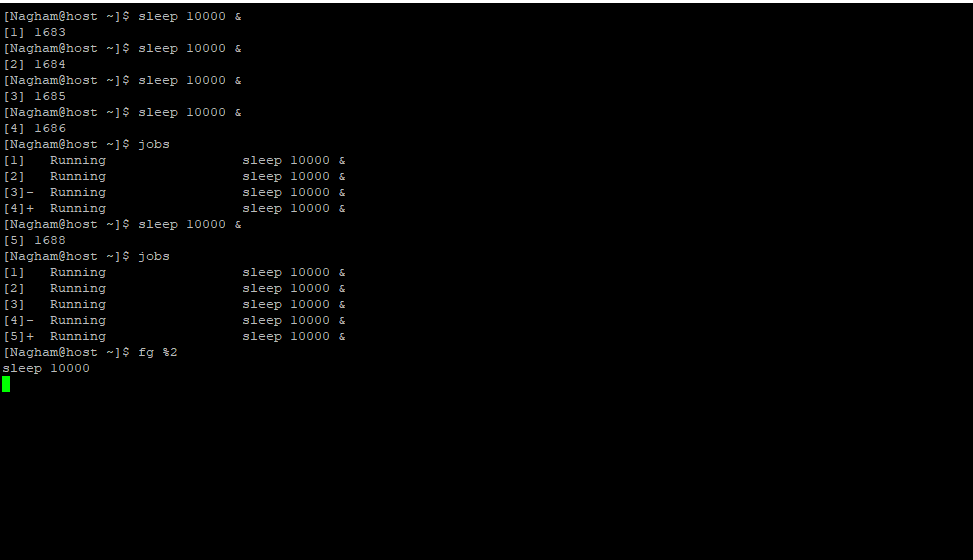 [Nagham@host ~]$ sleep 10000 &
[1] 1683
[Nagham@host ~]$ sleep 10000 &
[2] 1684
[Nagham@host ~]$ sleep 10000 &
[3] 1685
[Nagham@host ~]$ sleep 10000 &
[4] 1686
[Nagham@host ~]$ jobs
[1]   Running                 sleep 10000 &
[2]   Running                 sleep 10000 &
[3]-  Running                 sleep 10000 &
[4]+  Running                 sleep 10000 &
[Nagham@host ~]$ sleep 10000 &
[5] 1688
[Nagham@host ~]$ jobs
[1]   Running                 sleep 10000 &
[2]   Running                 sleep 10000 &
[3]   Running                 sleep 10000 &
[4]-  Running                 sleep 10000 &
[5]+  Running                 sleep 10000 &
[Nagham@host ~]$ fg %2
sleep 10000